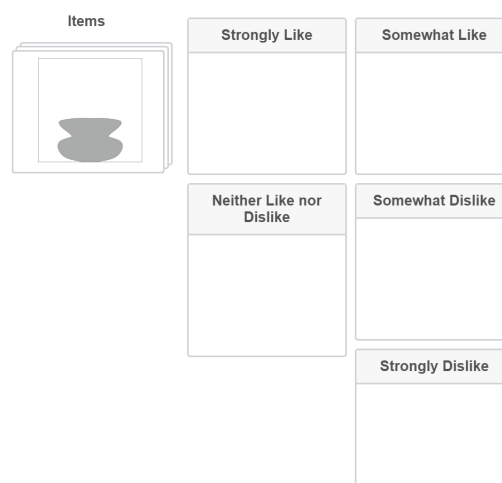 Items
Strongly Like
Somewhat Like
Neither Like nor
Dislike
Somewhat Dislike
Strongly Dislike